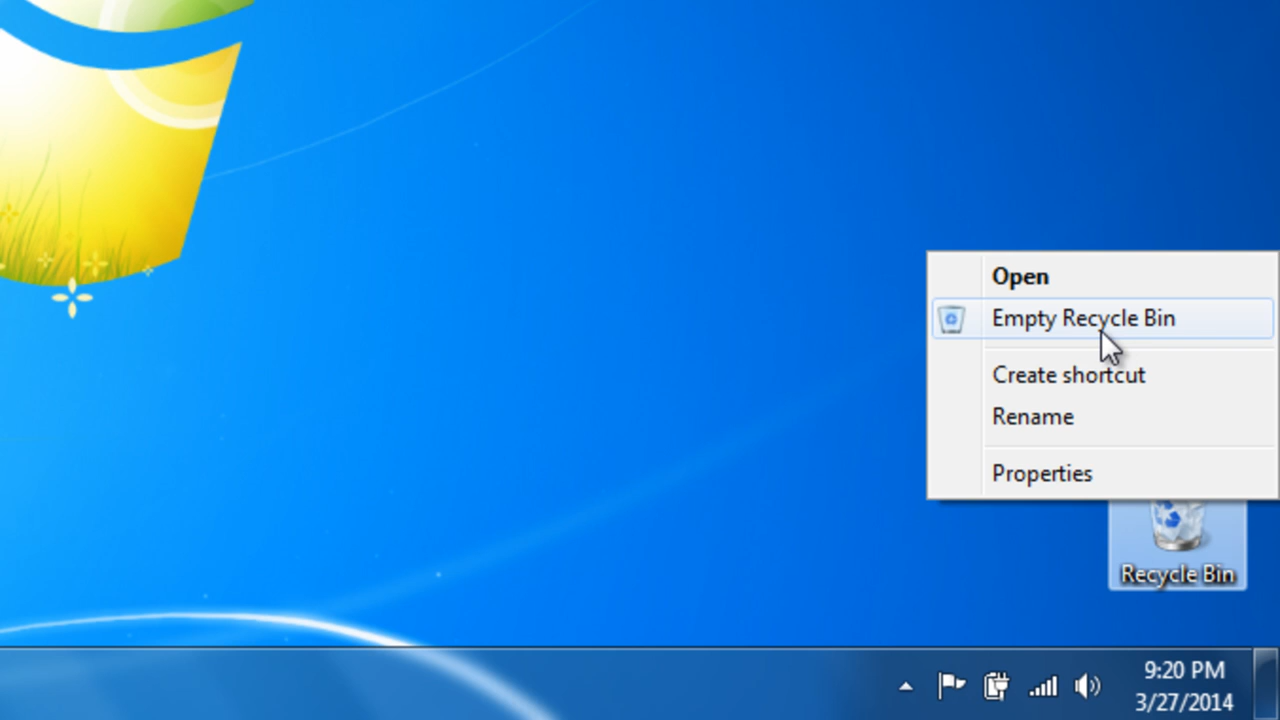 Open
Empty Recycle Bin
Create shortcut
Rename
Properties
Recycle Bin
9:20 PM
3/27/2014